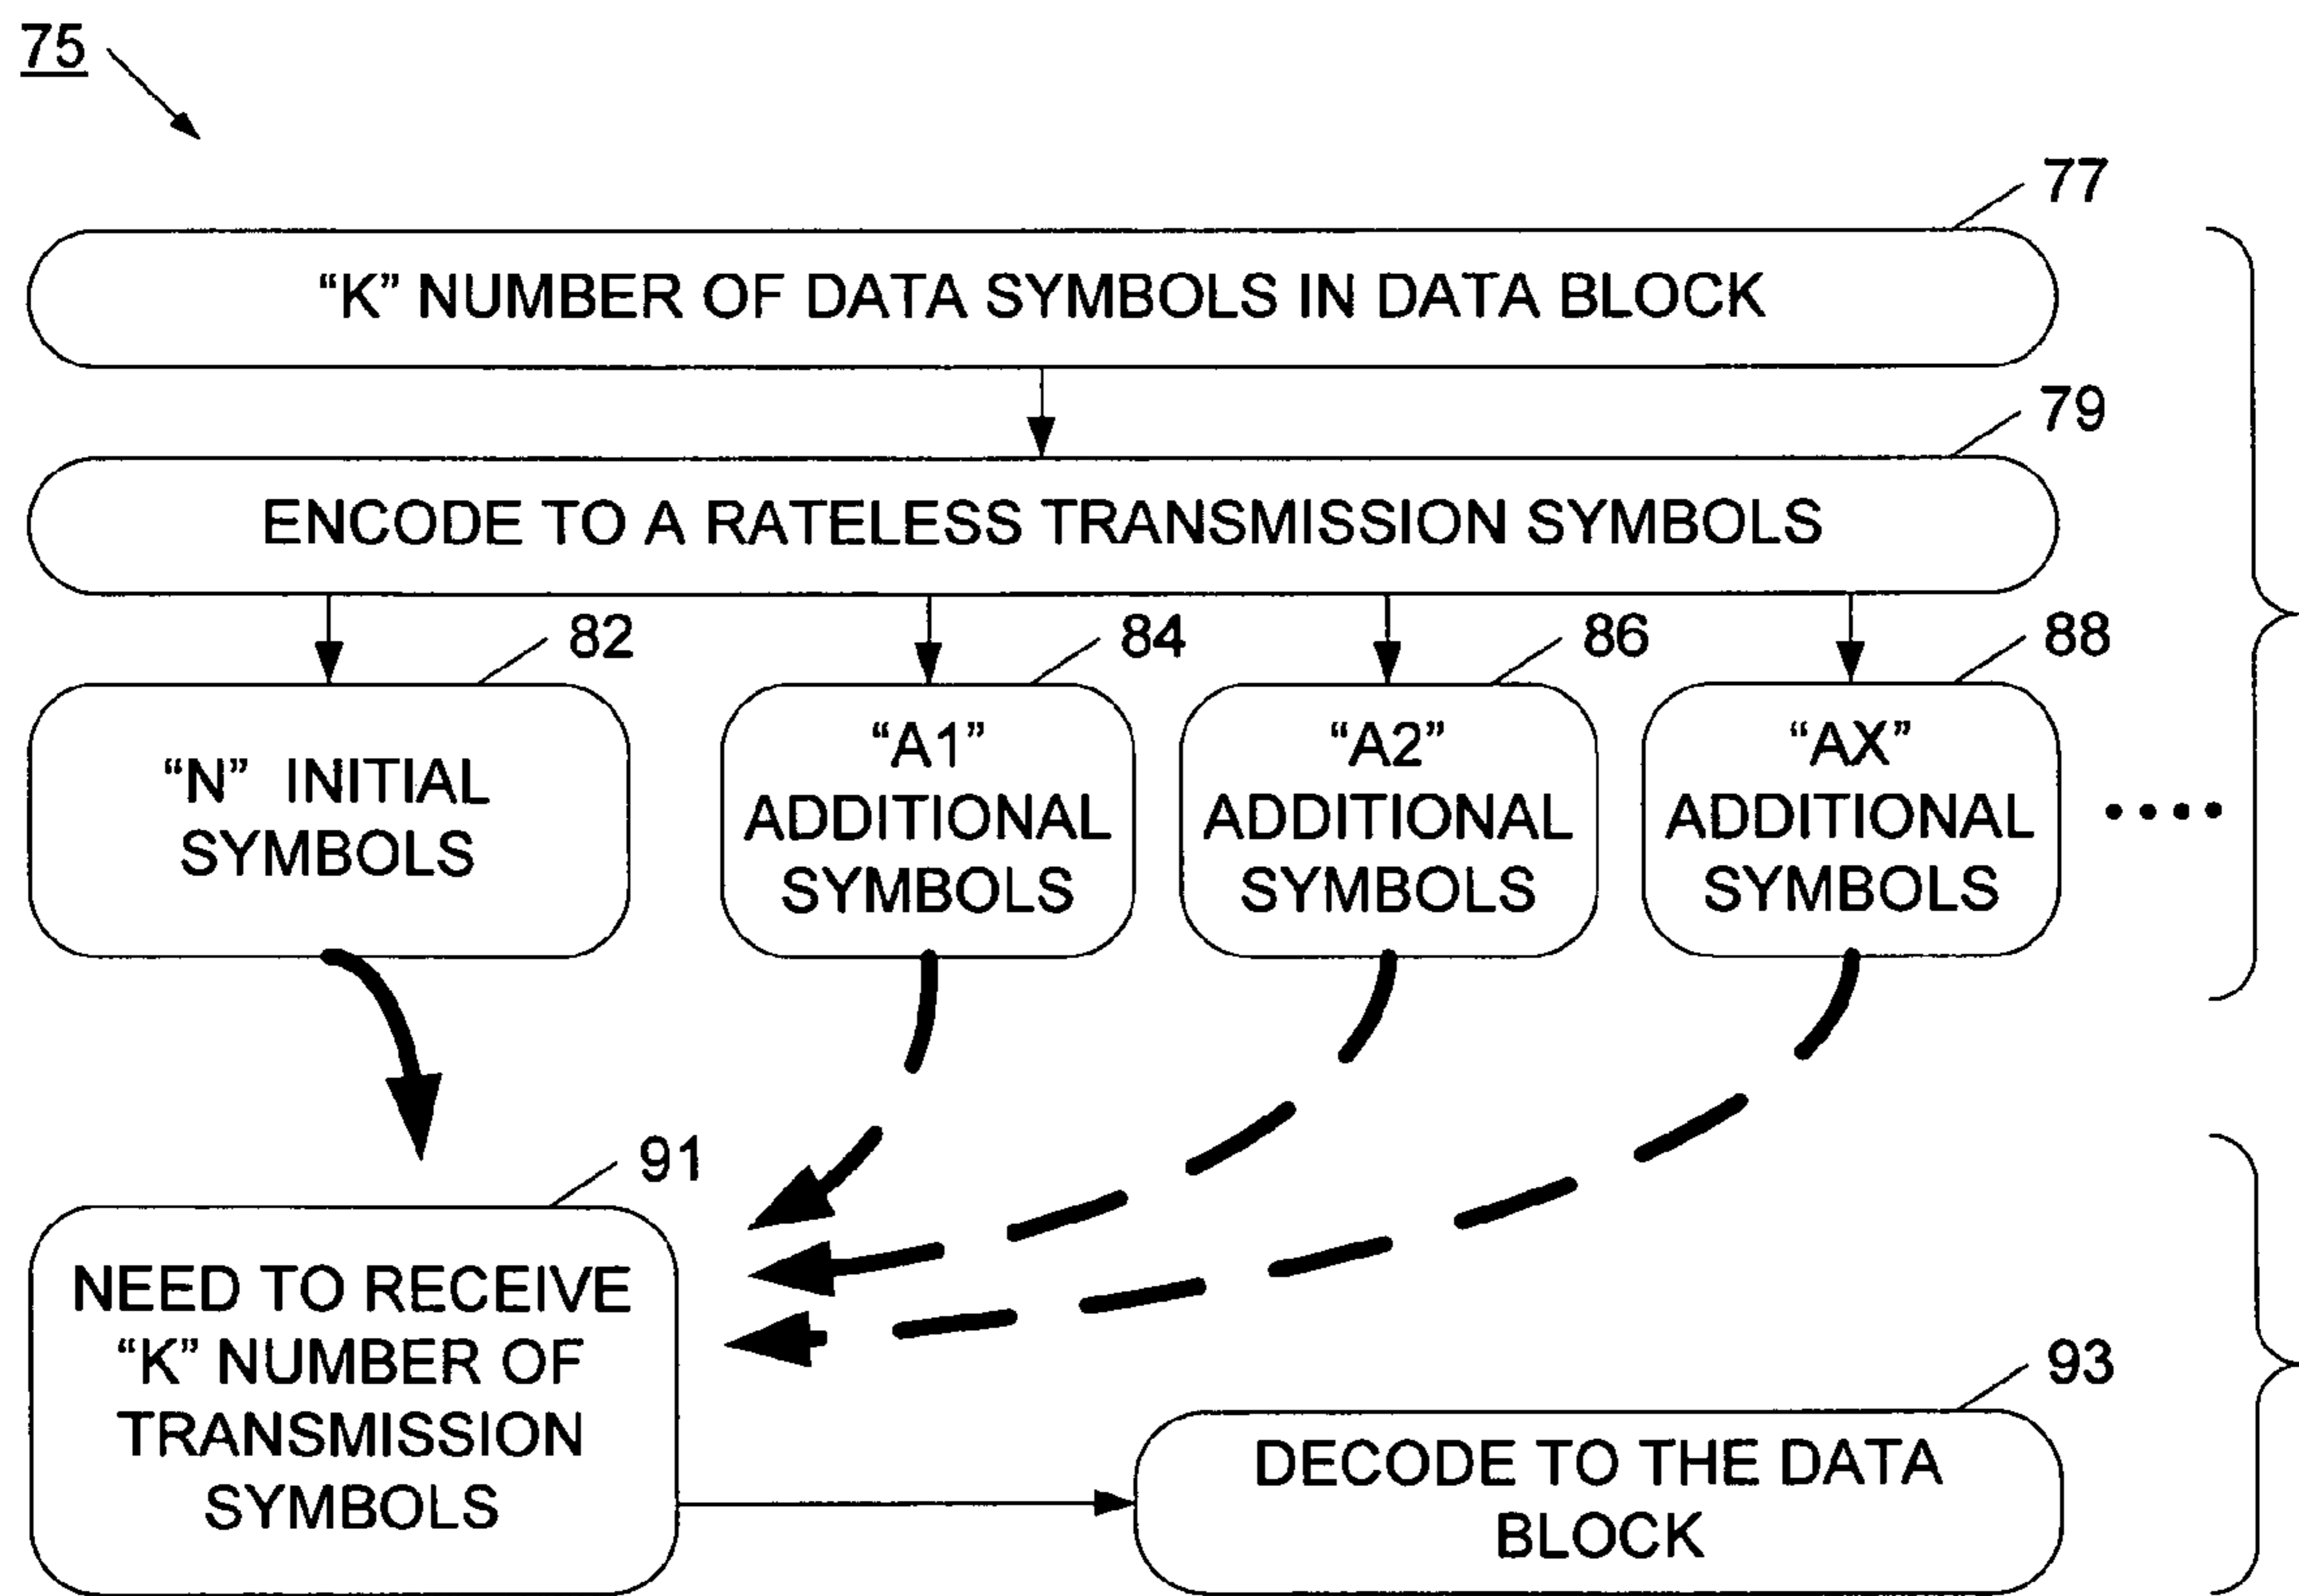 75
77
“K” NUMBER OF DATA SYMBOLS IN DATA BLOCK
79
ENCODE TO A RATELESS TRANSMISSION SYMBOLS
82
84
86
88
“N” INITIAL
SYMBOLS
“A1”
ADDITIONAL
SYMBOLS
“A2”
ADDITIONAL
SYMBOLS
“AX”
ADDITIONAL
SYMBOLS
91
NEED TO RECEIVE
“K” NUMBER OF
TRANSMISSION
SYMBOLS
93
DECODE TO THE DATA
BLOCK